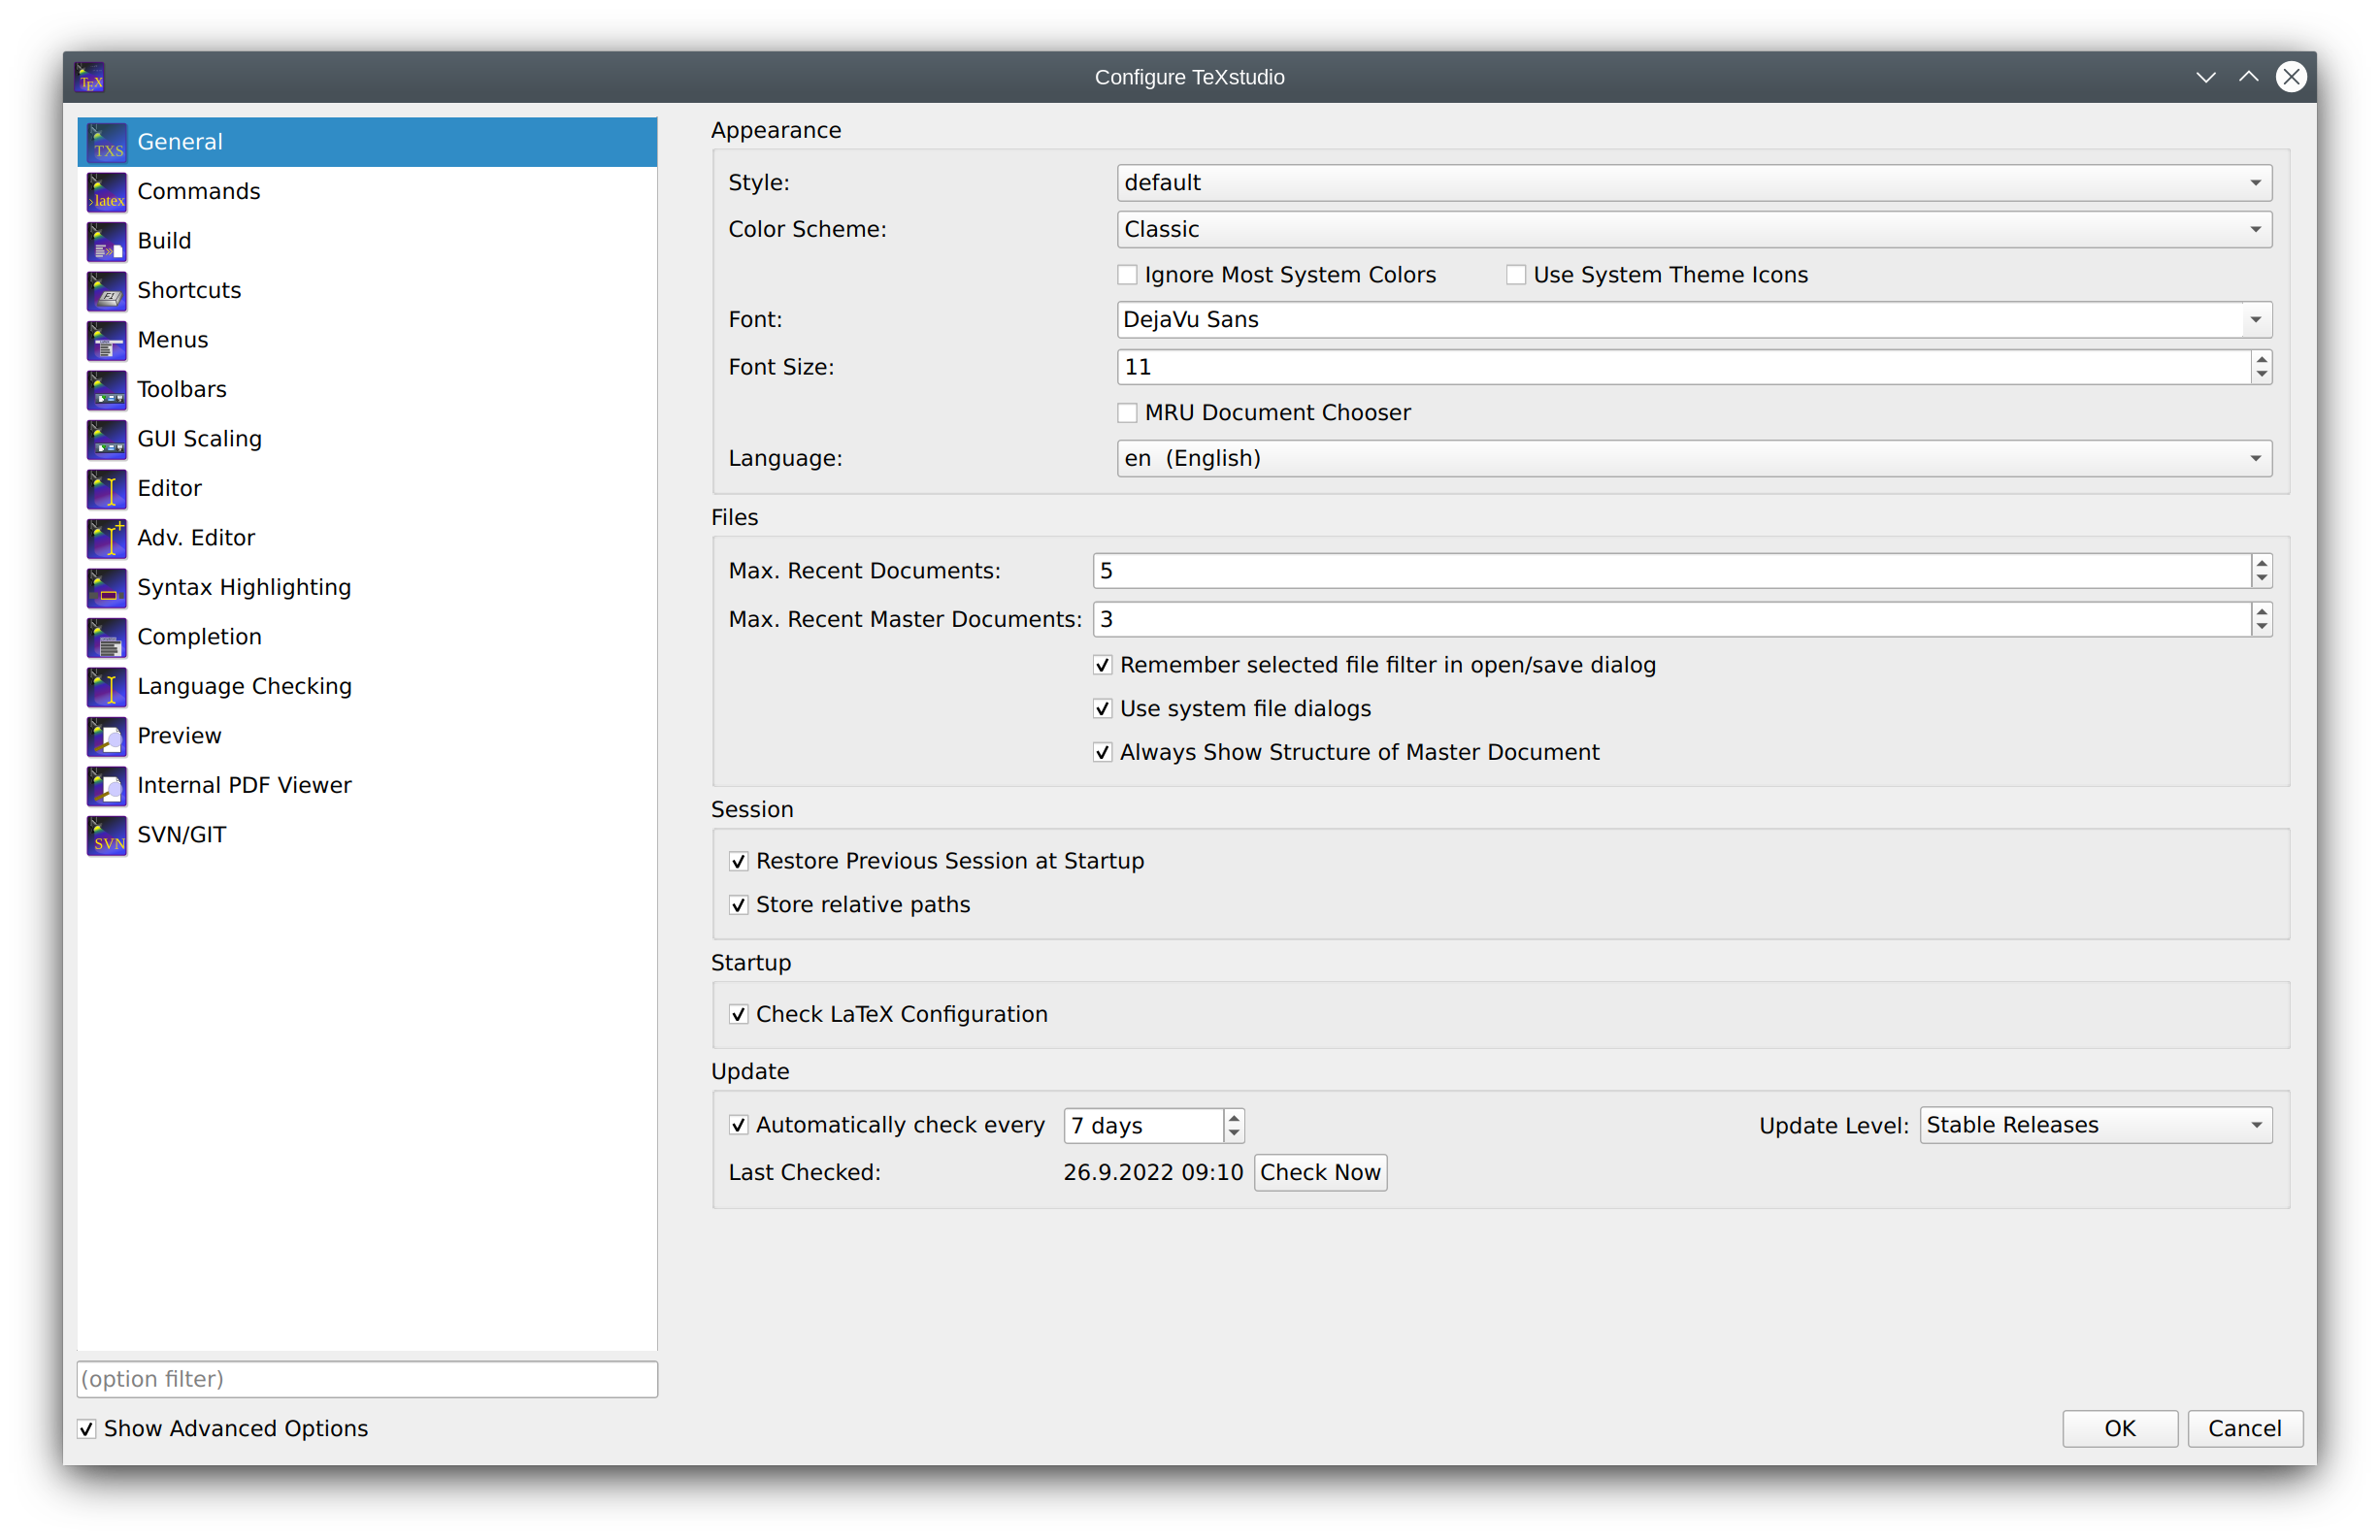 Configure TeXstudio
General
Commands
Build
Shortcuts
Menus
Toolbars
GUI Scaling
Editor
Adv. Editor
Syntax Highlighting
Completion
Language Checking
Preview
Internal PDF Viewer
SVN/GIT
(option filter)
Show Advanced Options
Appearance
Style: default
Color Scheme: Classic
Ignore Most System Colors Use System Theme Icons
Font: DejaVu Sans
Font Size: 11
MRU Document Chooser
Language: en (English)
Files
Max. Recent Documents: 5
Max. Recent Master Documents: 3
Remember selected file filter in open/save dialog
Use system file dialogs
Always Show Structure of Master Document
Session
Restore Previous Session at Startup
Store relative paths
Startup
Check LaTeX Configuration
Update
Automatically check every 7 days Update Level: Stable Releases
Last Checked: 26.9.2022 09:10 Check Now
OK Cancel